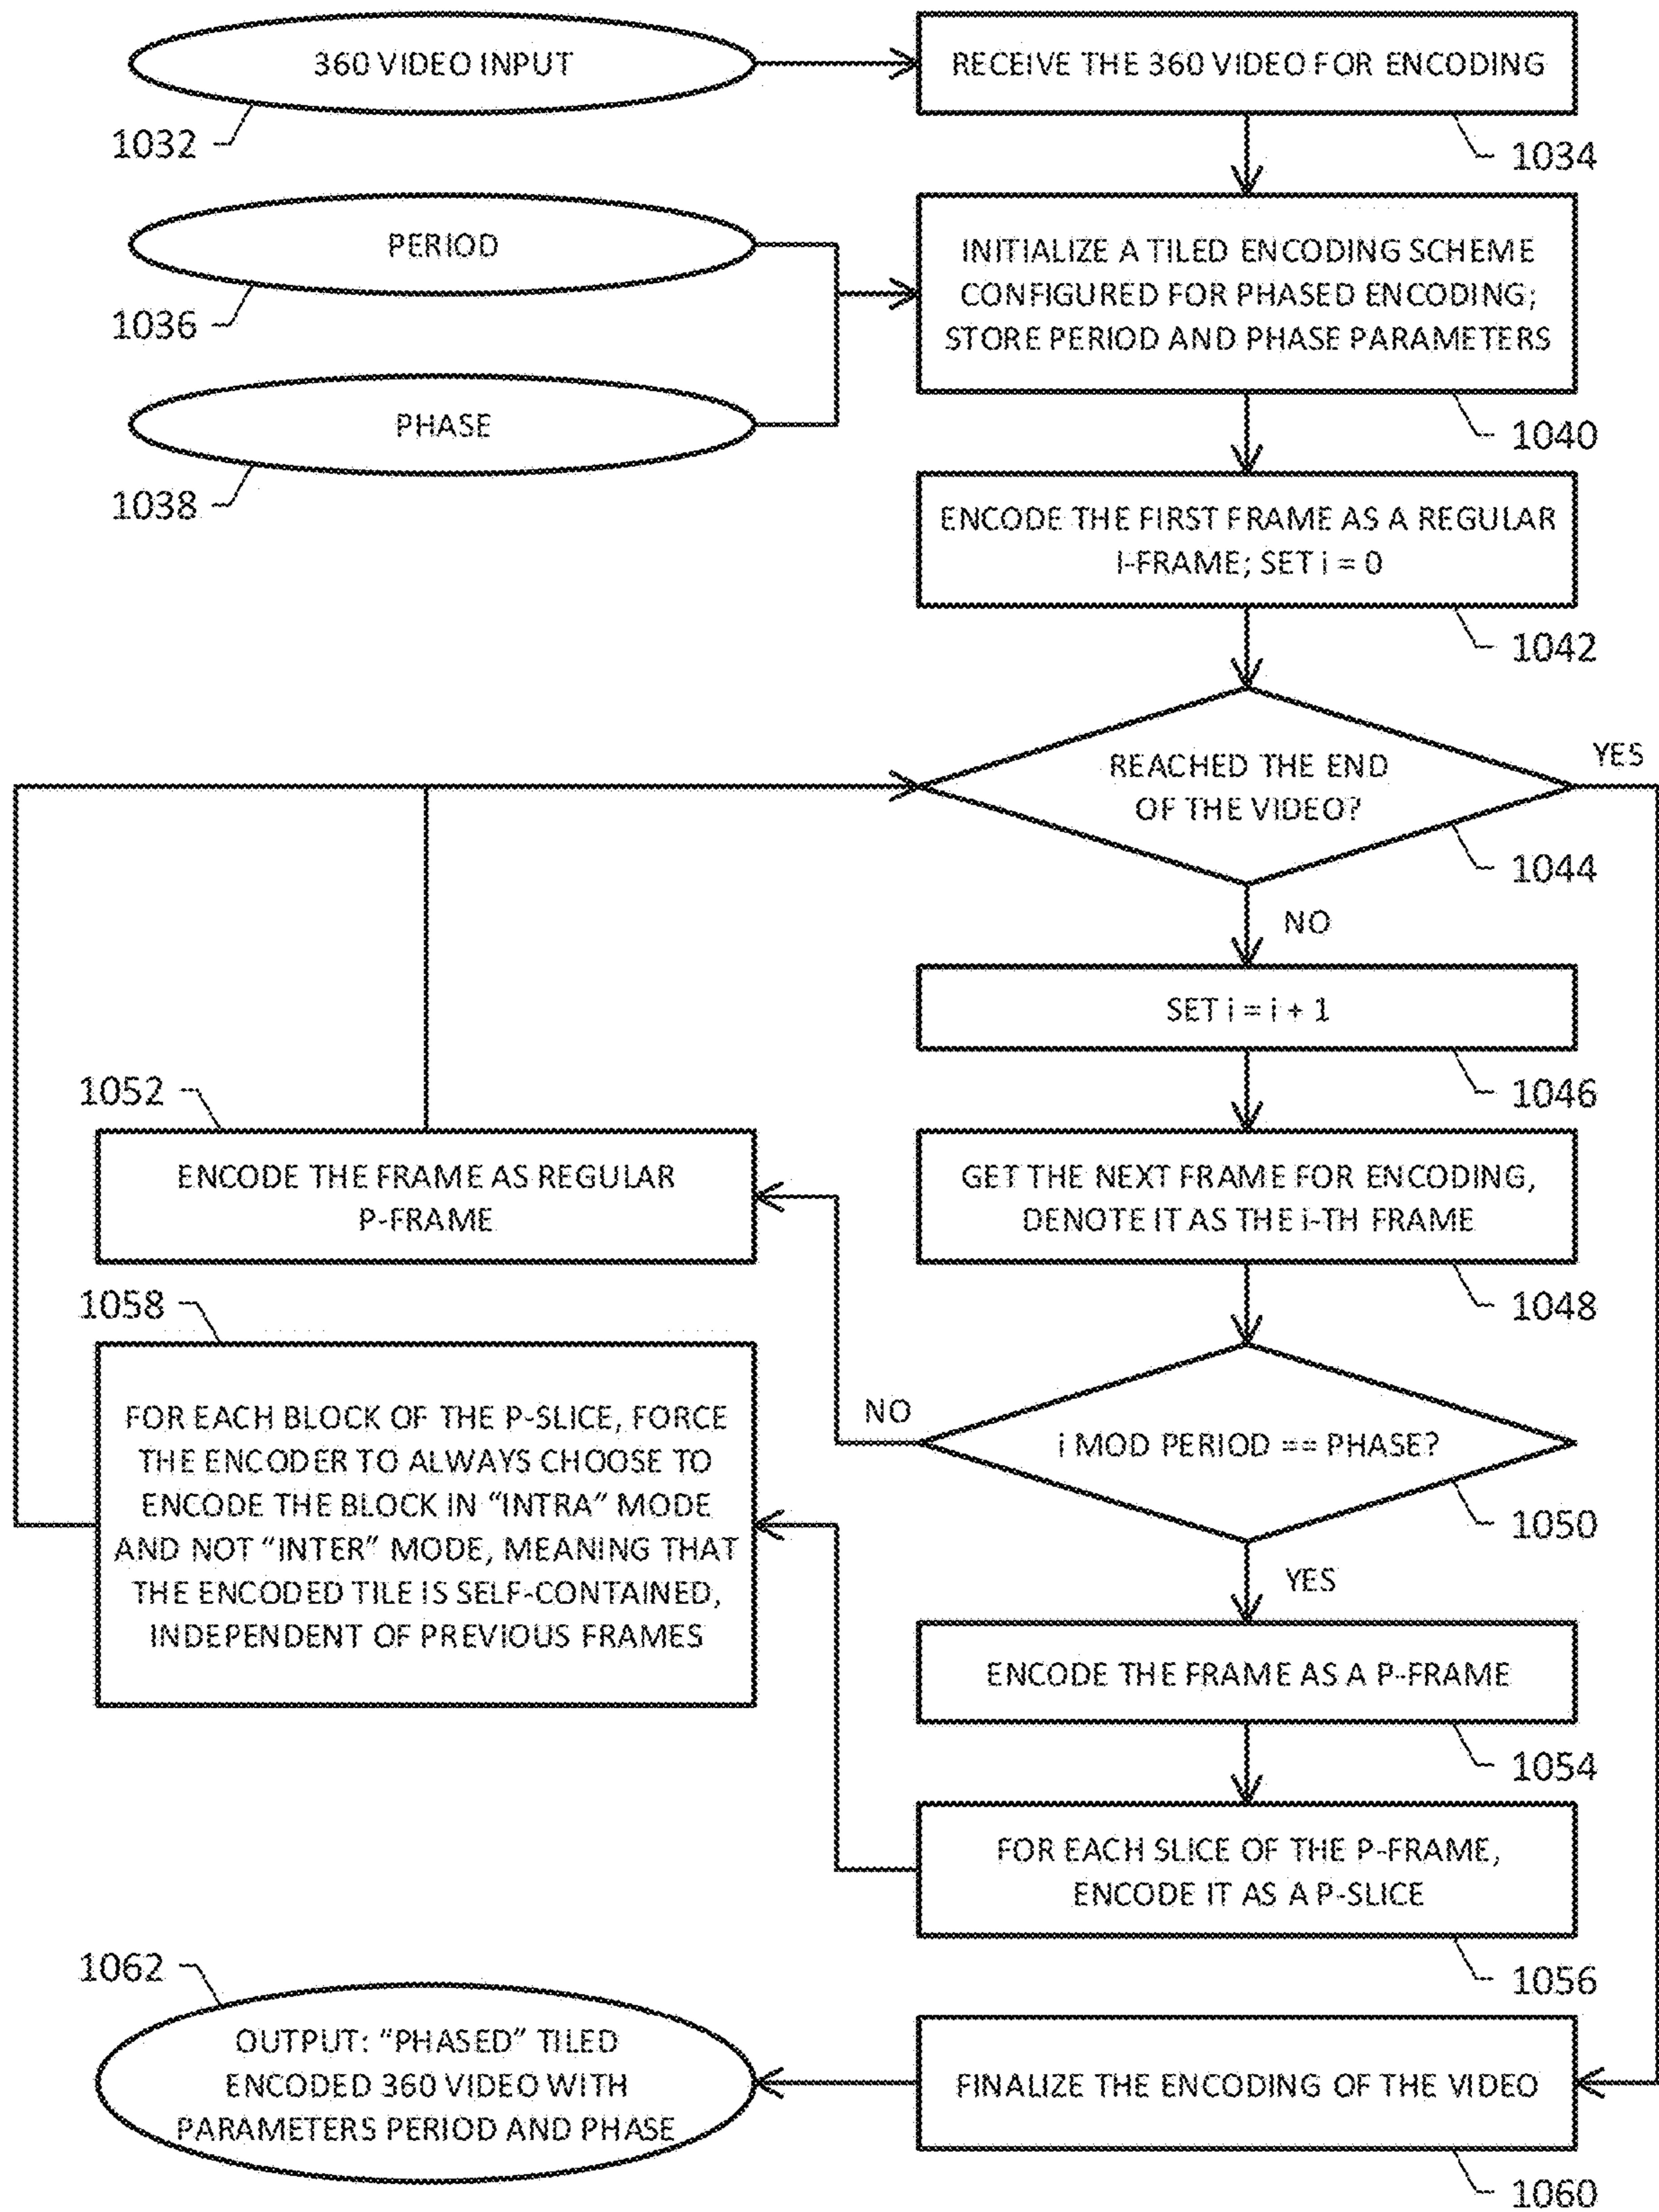 360 VIDEO INPUT
1032
RECEIVE THE 360 VIDEO FOR ENCODING
1034
PERIOD
1036
PHASE
1038
INITIALIZE A TILED ENCODING SCHEME
CONFIGURED FOR PHASED ENCODING;
STORE PERIOD AND PHASE PARAMETERS
1040
ENCODE THE FIRST FRAME AS A REGULAR
I-FRAME; SET i = 0
1042
REACHED THE END
OF THE VIDEO?
YES
1044
NO
SET i = i + 1
1046
1052
ENCODE THE FRAME AS REGULAR
P-FRAME
GET THE NEXT FRAME FOR ENCODING,
DENOTE IT AS THE i-TH FRAME
1048
1058
FOR EACH BLOCK OF THE P-SLICE, FORCE
THE ENCODER TO ALWAYS CHOOSE TO
ENCODE THE BLOCK IN “INTRA” MODE
AND NOT “INTER” MODE, MEANING THAT
THE ENCODED TILE IS SELF-CONTAINED,
INDEPENDENT OF PREVIOUS FRAMES
NO
i MOD PERIOD == PHASE?
1050
YES
ENCODE THE FRAME AS A P-FRAME
1054
FOR EACH SLICE OF THE P-FRAME,
ENCODE IT AS A P-SLICE
1056
1062
OUTPUT: “PHASED” TILED
ENCODED 360 VIDEO WITH
PARAMETERS PERIOD AND PHASE
FINALIZE THE ENCODING OF THE VIDEO
1060